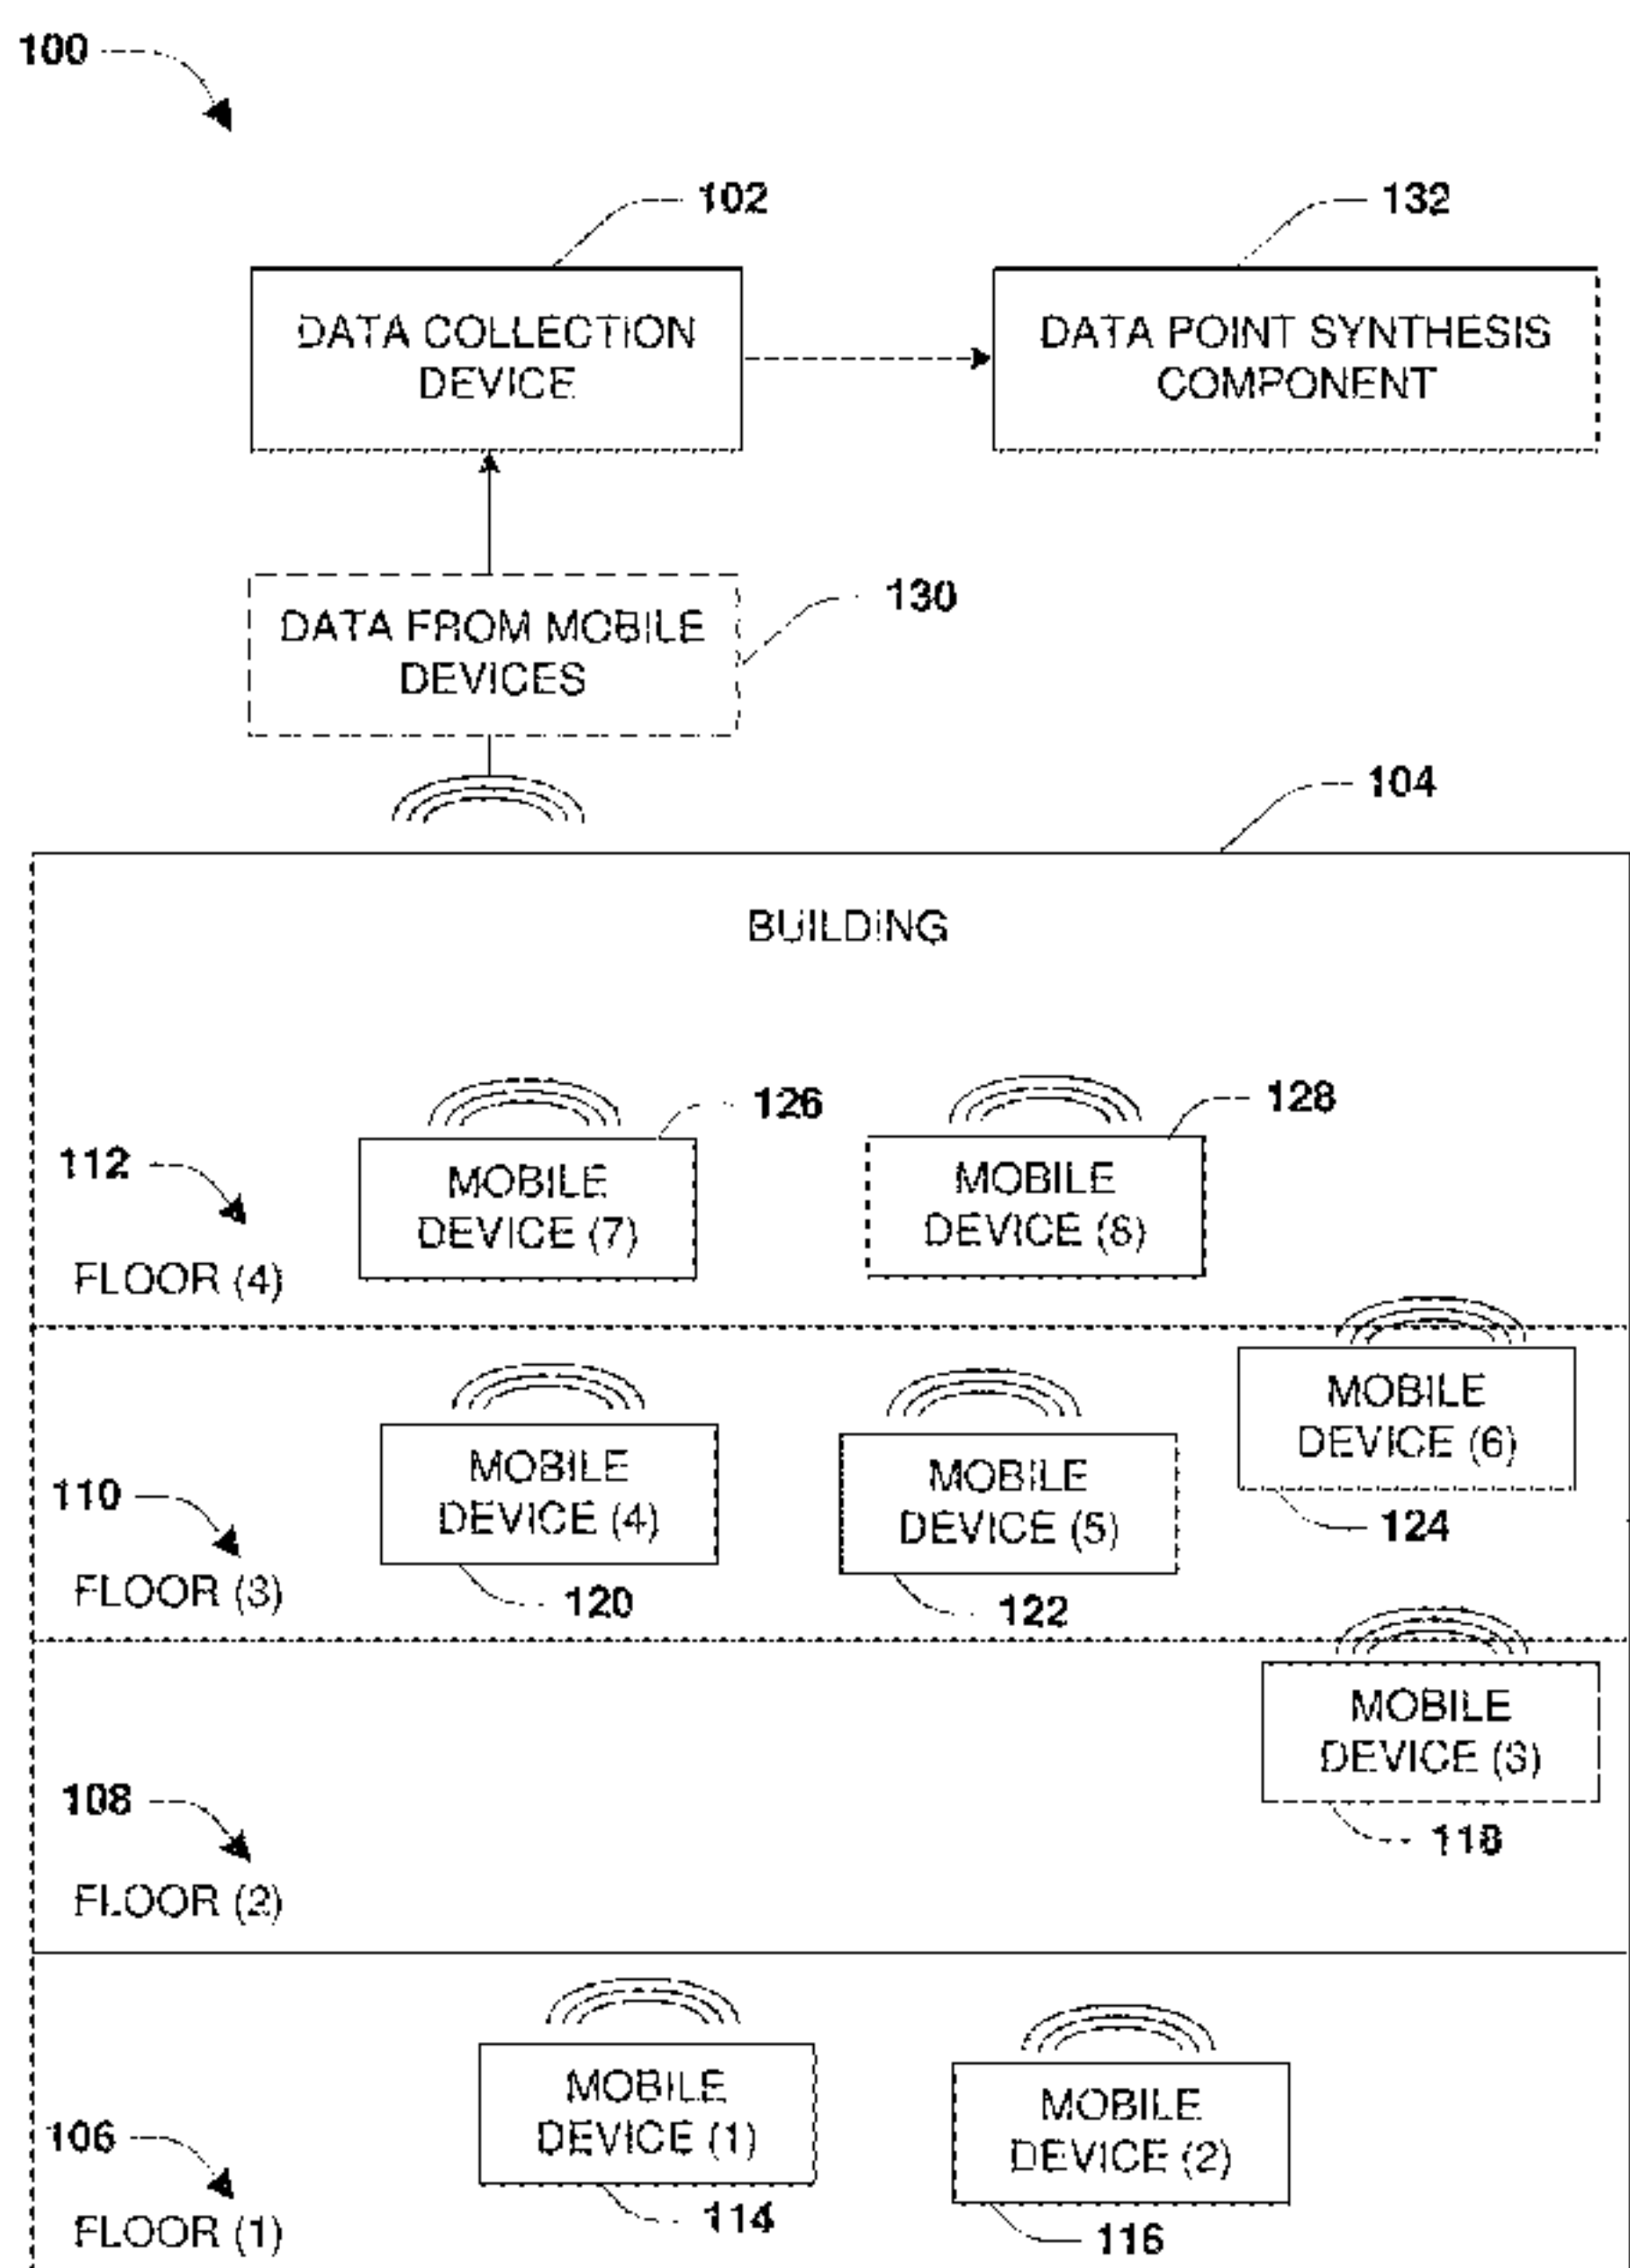 100
102
132
DATA COLLECTION
DEVICE
DATA POINT SYNTHESIS
COMPONENT
130
DATA FROM MOBILE
DEVICES
104
BUILDING
126
128
112
MOBILE
DEVICE (7)
MOBILE
DEVICE (8)
FLOOR (4)
MOBILE
DEVICE (6)
MOBILE
DEVICE (4)
MOBILE
DEVICE (5)
110
124
FLOOR (3)
120
122
MOBILE
DEVICE (3)
108
118
FLOOR (2)
MOBILE
DEVICE (1)
MOBILE
DEVICE (2)
106
114
116
FLOOR (1)